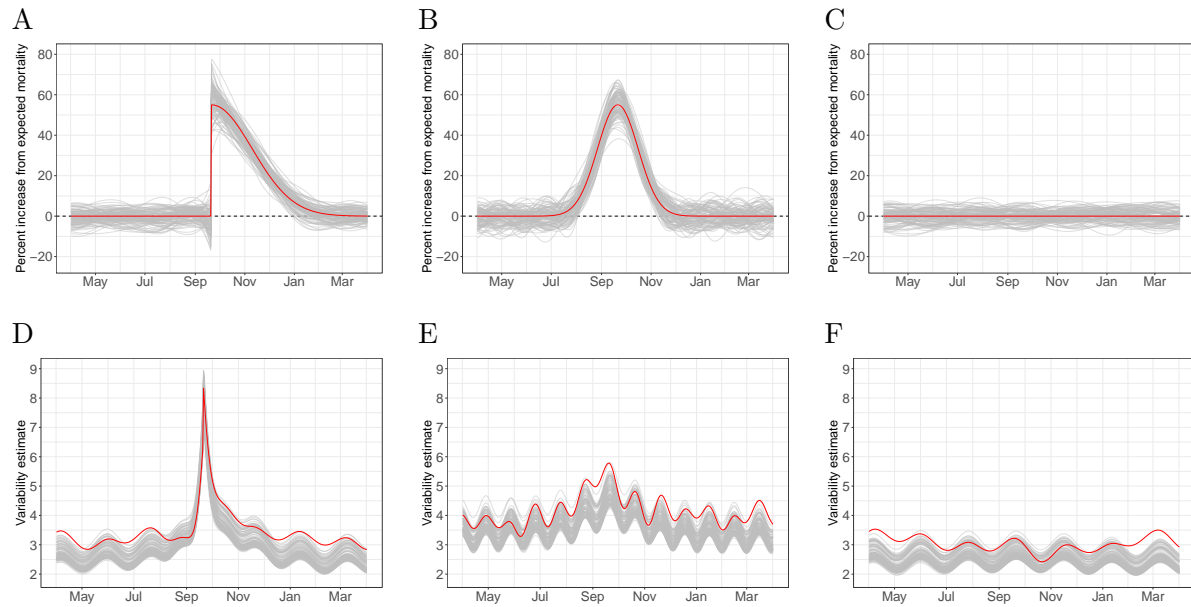 A
B
C
Percent increase from expected mortality
80
60
40
20
0
−20
May Jul Sep Nov Jan Mar
Percent increase from expected mortality
80
60
40
20
0
−20
May Jul Sep Nov Jan Mar
Percent increase from expected mortality
80
60
40
20
0
−20
May Jul Sep Nov Jan Mar
D
E
F
Variability estimate
9
8
7
6
5
4
3
2
May Jul Sep Nov Jan Mar
Variability estimate
9
8
7
6
5
4
3
2
May Jul Sep Nov Jan Mar
Variability estimate
9
8
7
6
5
4
3
2
May Jul Sep Nov Jan Mar